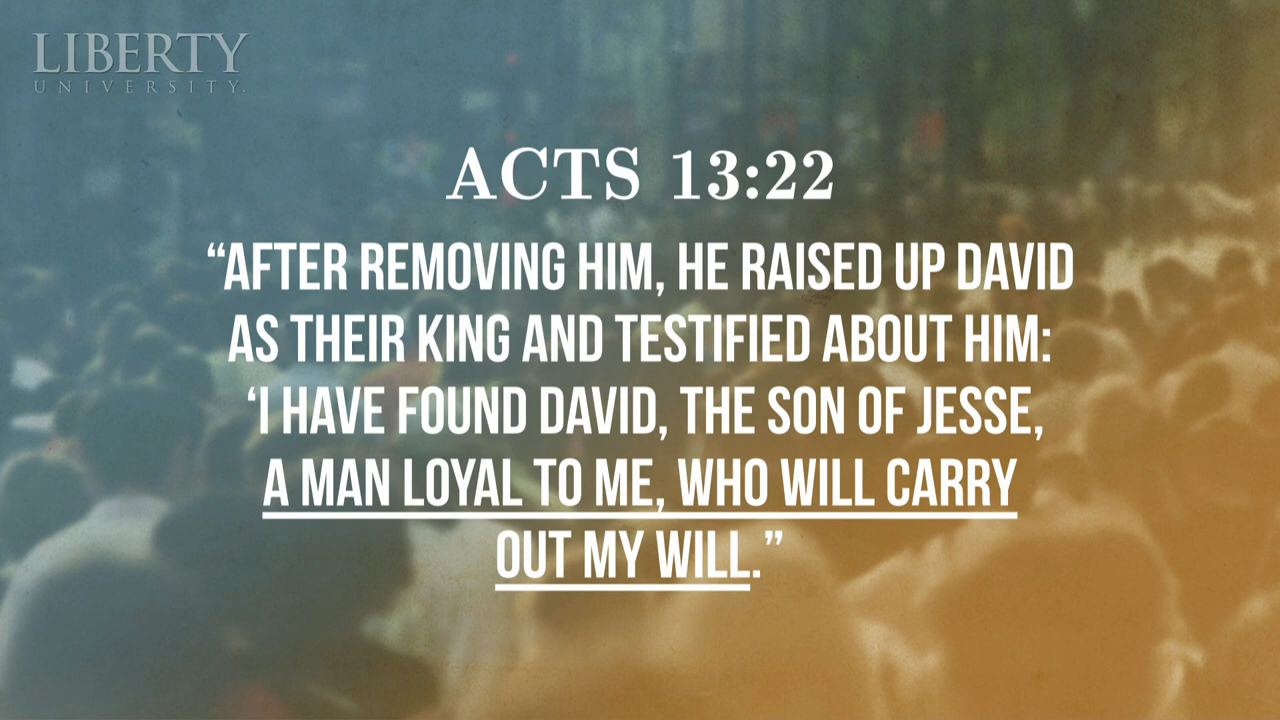 LIBERTY
UNIVERSITY.
ACTS 13:22
“AFTER REMOVING HIM, HE RAISED UP DAVID
AS THEIR KING AND TESTIFIED ABOUT HIM:
‘I HAVE FOUND DAVID, THE SON OF JESSE,
A MAN LOYAL TO ME, WHO WILL CARRY
OUT MY WILL.”